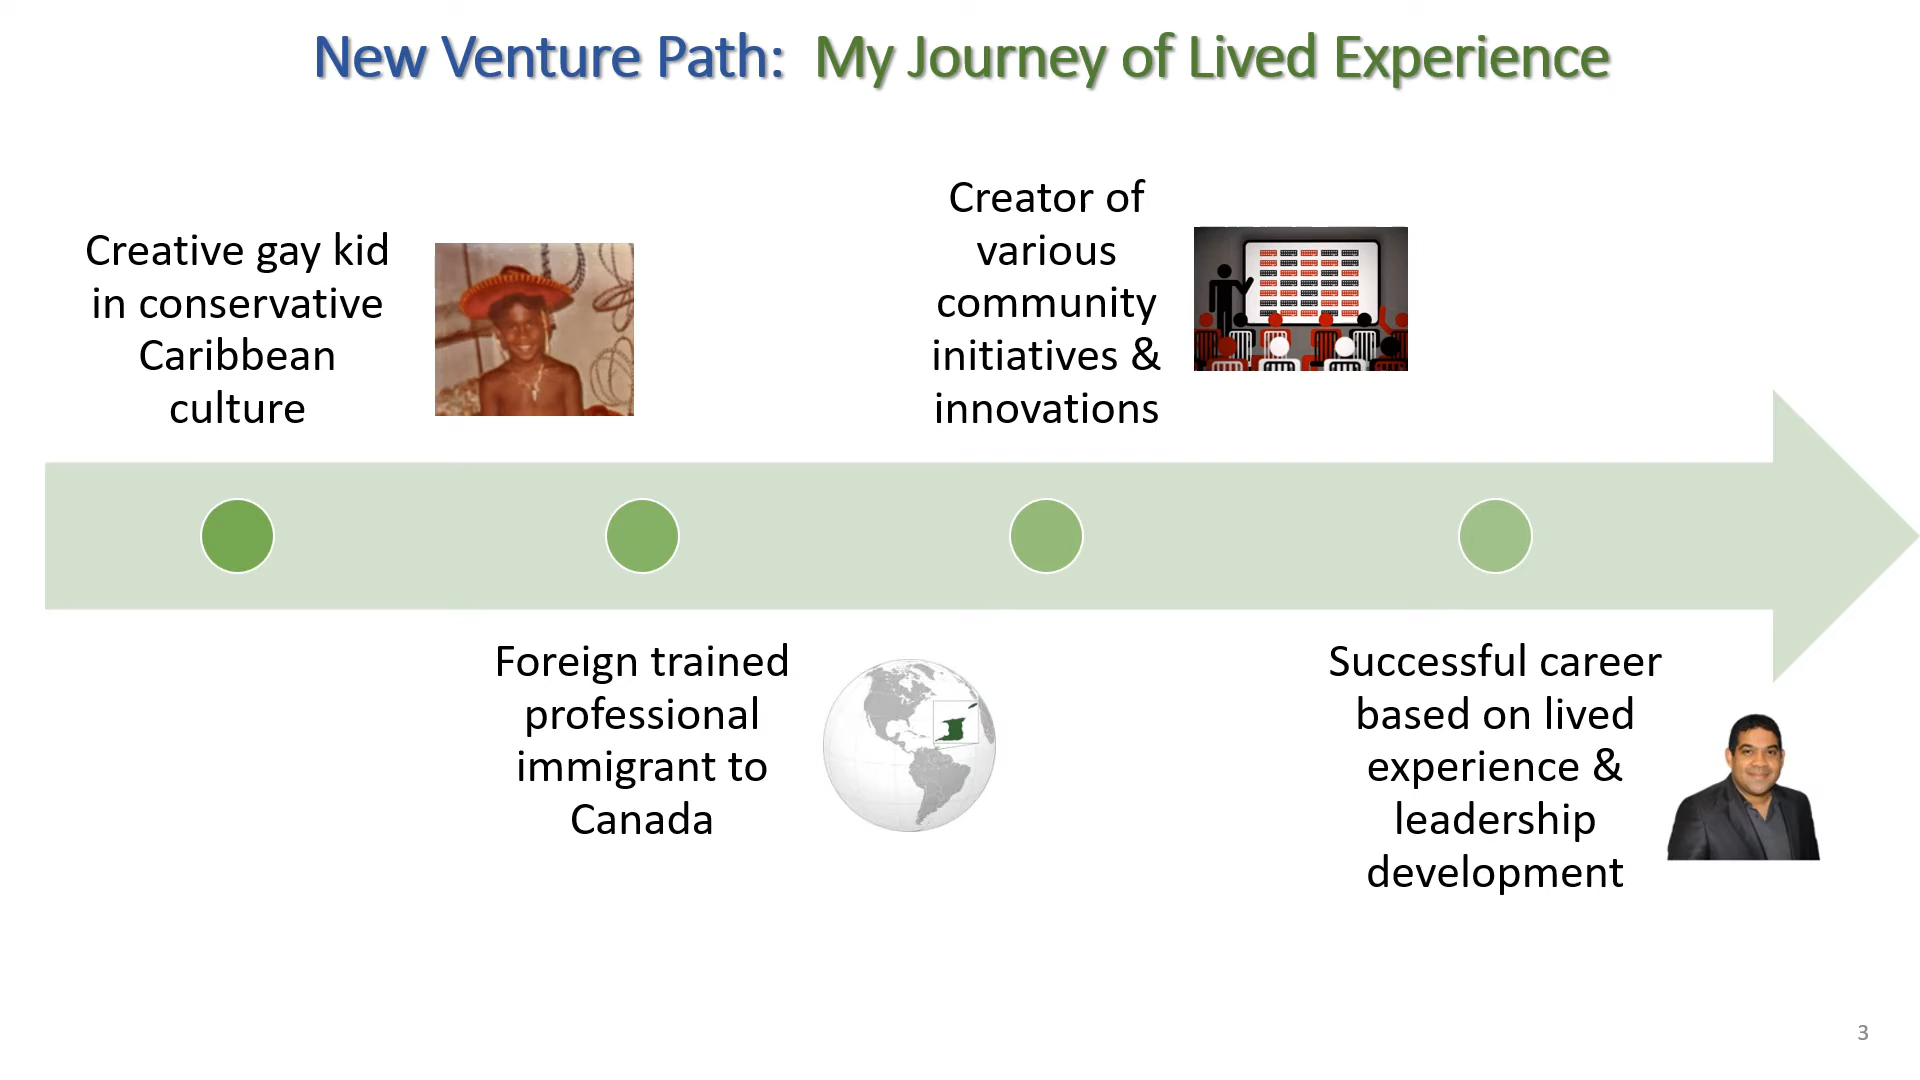 New Venture Path:  My Journey of Lived Experience
Creative gay kid
in conservative
Caribbean
culture
Creator of
various
community
initiatives &
innovations
Foreign trained
professional
immigrant to
Canada
Successful career
based on lived
experience &
leadership
development
3